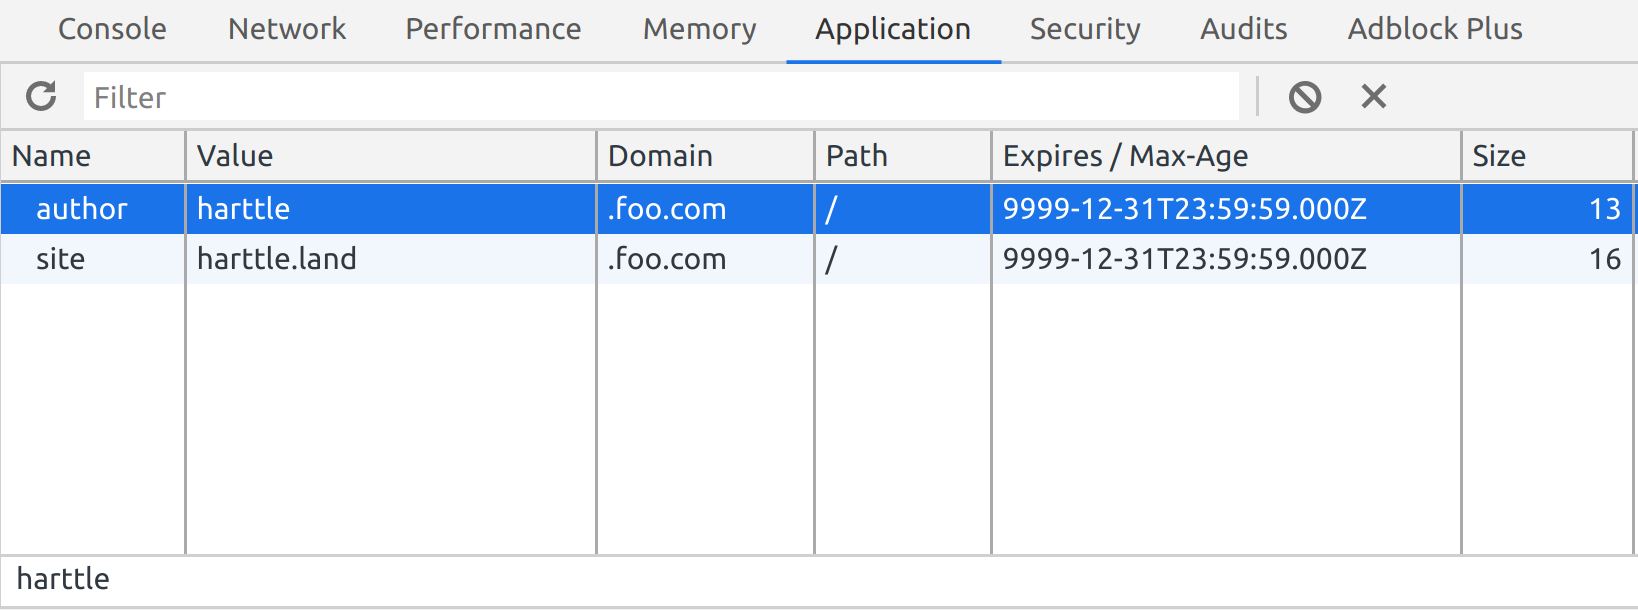 Console Network Performance Memory Application Security Audits Adblock Plus
Filter
Name Value Domain Path Expires / Max-Age Size
author harttle .foo.com / 9999-12-31T23:59:59.000Z 13
site harttle.land .foo.com / 9999-12-31T23:59:59.000Z 16
harttle